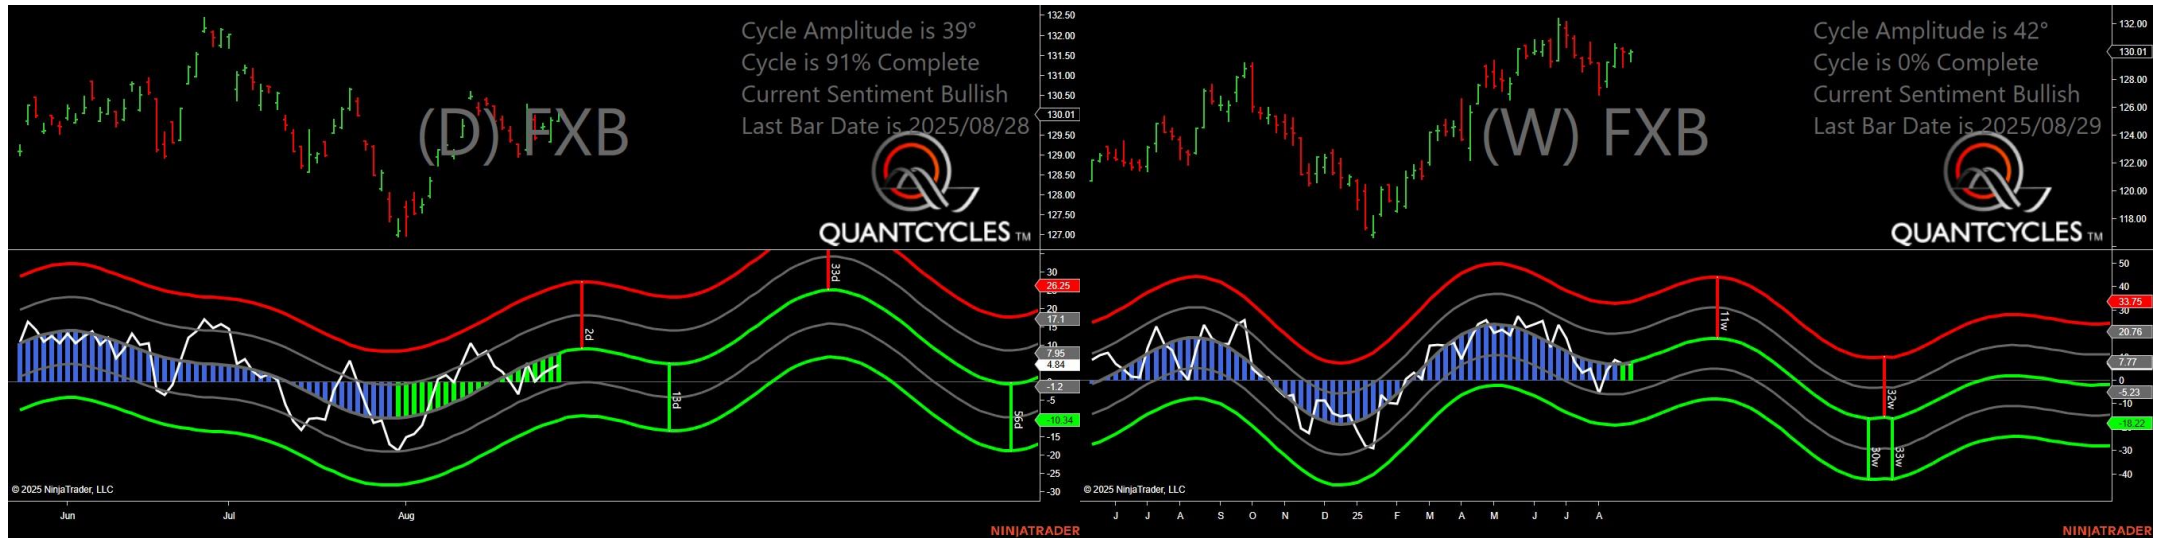 Cycle Amplitude is 39°
Cycle is 91% Complete
Current Sentiment Bullish
Last Bar Date is 2025/08/28
(D) FXB
QUANTCYCLES TM
132.50
132.00
131.50
131.00
130.50
130.01
129.50
129.00
128.50
128.00
127.50
127.00
33d
2d
13d
56d
30
26.25
20
17.1
15
10
7.95
4.84
-1.2
-5
-10.34
-15
-20
-25
-30
© 2025 NinjaTrader, LLC
Jun
Jul
Aug
NINJATRADER
Cycle Amplitude is 42°
Cycle is 0% Complete
Current Sentiment Bullish
Last Bar Date is 2025/08/29
(W) FXB
QUANTCYCLES TM
132.00
130.01
128.00
126.00
124.00
122.00
120.00
118.00
11w
32w
30w
33w
50
40
33.75
30
20.76
7.77
0
-5.23
-10
-18.22
-30
-40
© 2025 NinjaTrader, LLC
J
J
A
S
O
N
D
25
F
M
A
M
J
J
A
NINJATRADER